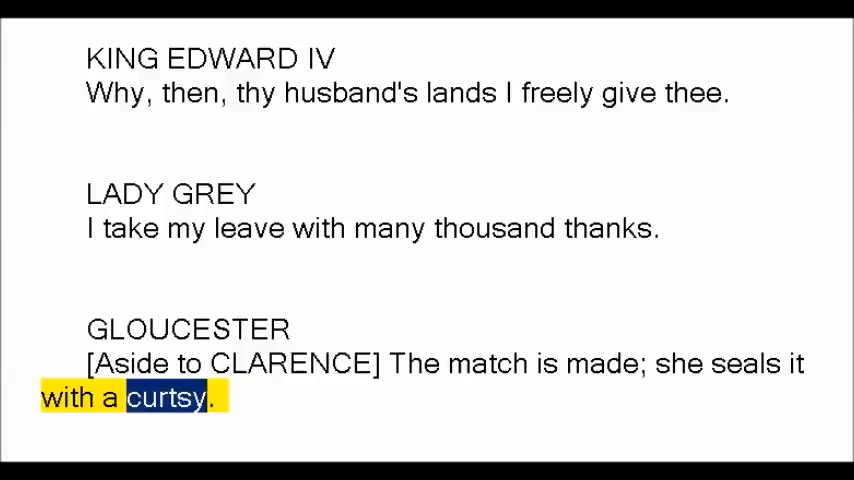 KING EDWARD IV
Why, then, thy husband's lands I freely give thee.
LADY GREY
I take my leave with many thousand thanks.
GLOUCESTER
[Aside to CLARENCE] The match is made; she seals it
with a curtsy.